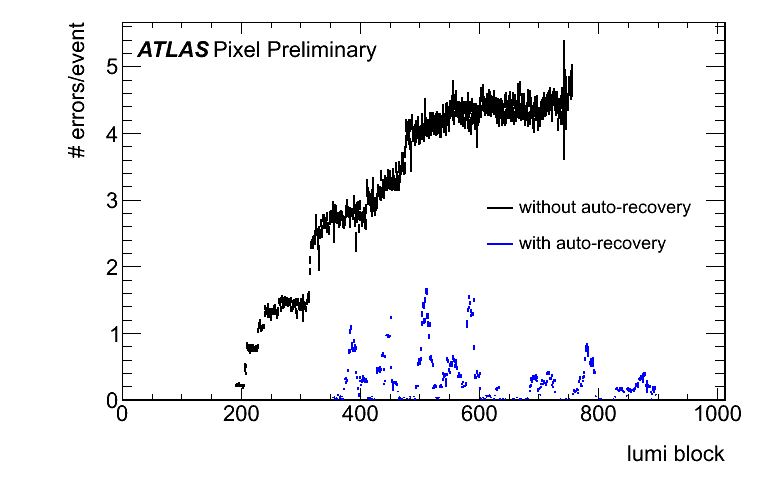 ATLAS Pixel Preliminary
# errors/event
5
4
3
2
1
0
without auto-recovery
with auto-recovery
0 200 400 600 800 1000
lumi block